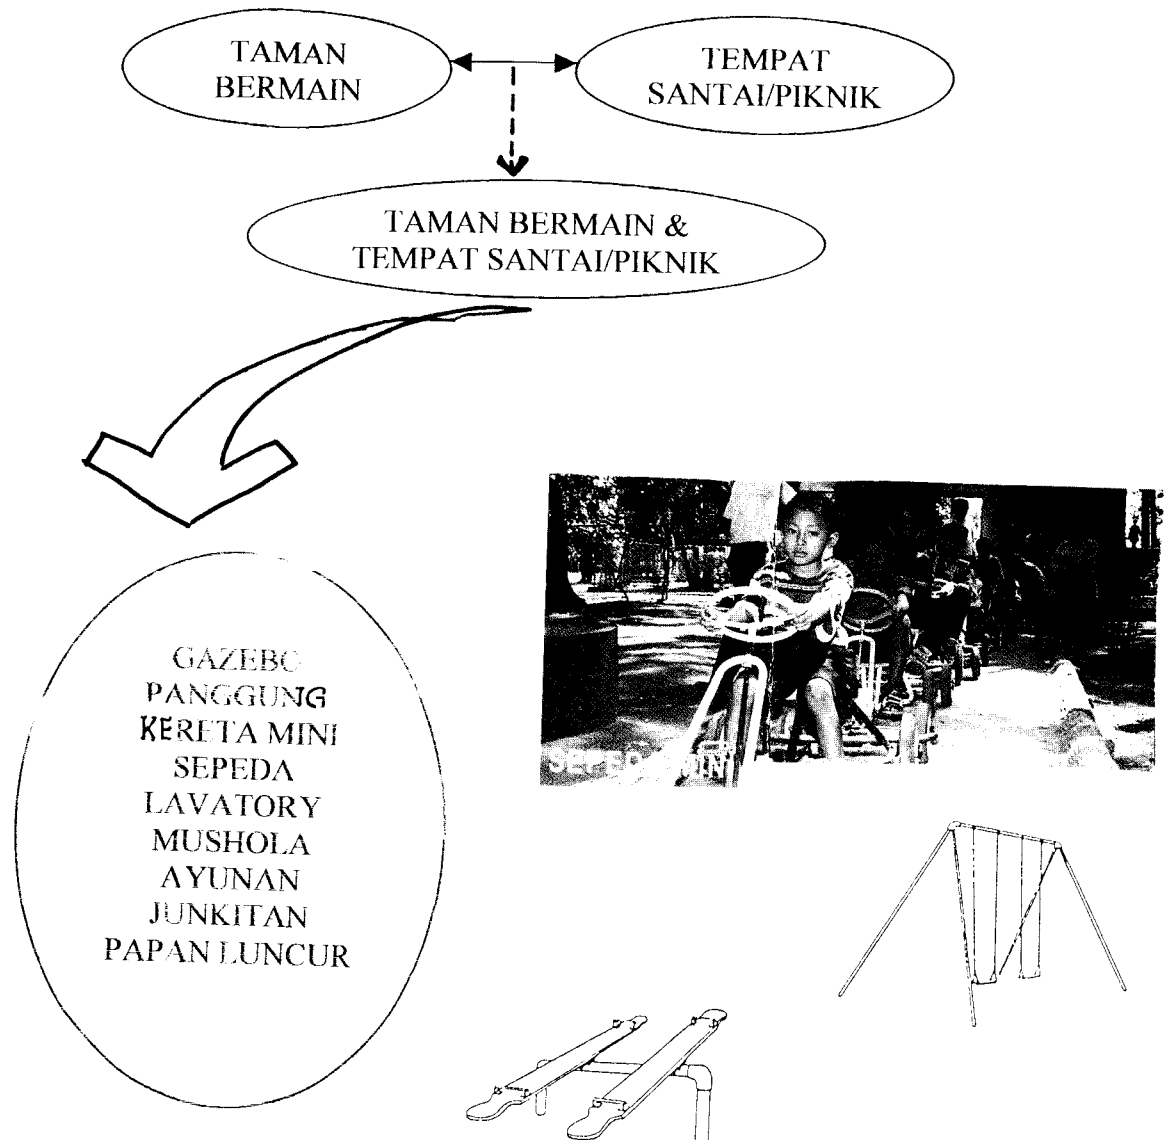 TAMAN
BERMAIN
TEMPAT
SANTAI/PIKNIK
TAMAN BERMAIN &
TEMPAT SANTAI/PIKNIK
GAZEBO
PANGGUNG
KERETA MINI
SEPEDA
LAVATORY
MUSHOLA
AYUNAN
JUNKITAN
PAPAN LUNCUR